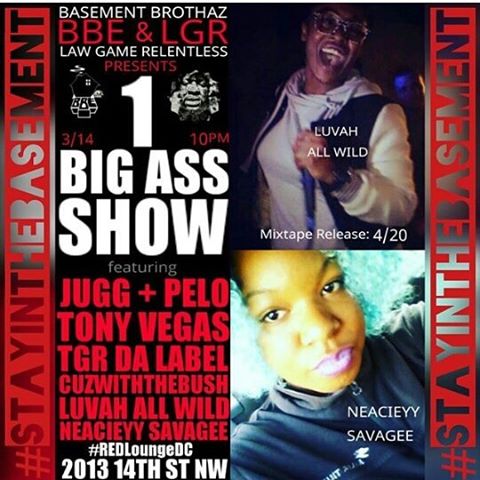 #STAYINTHEBASEMENT
BASEMENT BROTHAZ
BBE & LGR
LAW GAME RELENTLESS
PRESENTS
3/14
10PM
1
BIG ASS
SHOW
featuring
JUGG + PELO
TONY VEGAS
TGR DA LABEL
CUZWITHTHEBUSH
LUVAH ALL WILD
NEACIEYY SAVAGEE
#REDLoungeDC
2013 14TH ST NW
LUVAH
ALL WILD
Mixtape Release: 4/20
NEACIEYY
SAVAGEE
#STAYINTHEBASEMENT